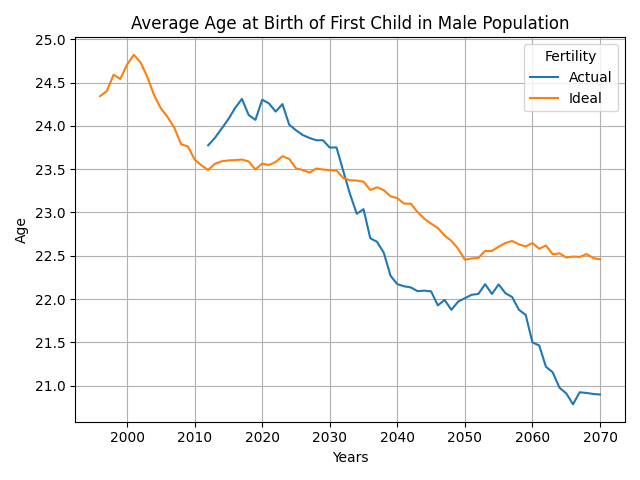 Average Age at Birth of First Child in Male Population
Fertility
Actual
Ideal
Age
25.0
24.5
24.0
23.5
23.0
22.5
22.0
21.5
21.0
2000 2010 2020 2030 2040 2050 2060 2070
Years